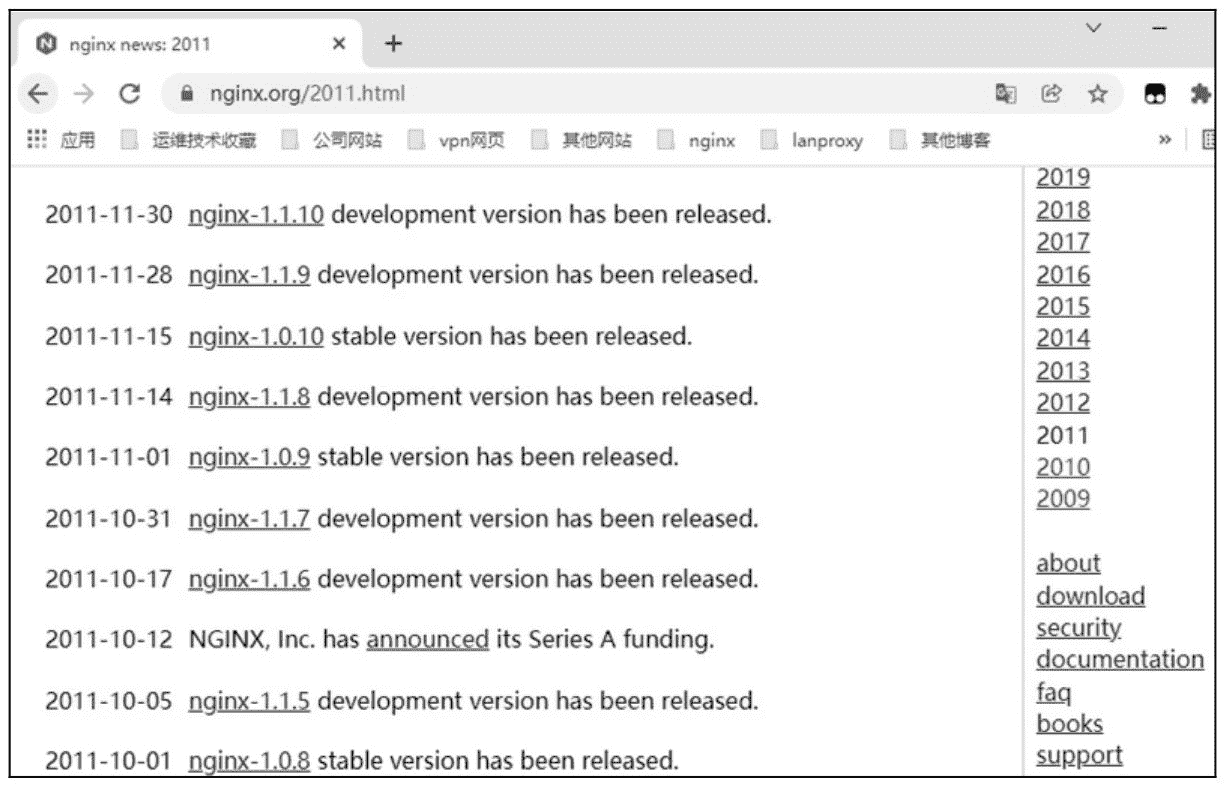 nginx news: 2011
nginx.org/2011.html
应用 运维技术收藏 公司网站 vpn网页 其他网站 nginx lanproxy 其他博客 »
2011-11-30 nginx-1.1.10 development version has been released.
2011-11-28 nginx-1.1.9 development version has been released.
2011-11-15 nginx-1.0.10 stable version has been released.
2011-11-14 nginx-1.1.8 development version has been released.
2011-11-01 nginx-1.0.9 stable version has been released.
2011-10-31 nginx-1.1.7 development version has been released.
2011-10-17 nginx-1.1.6 development version has been released.
2011-10-12 NGINX, Inc. has announced its Series A funding.
2011-10-05 nginx-1.1.5 development version has been released.
2011-10-01 nginx-1.0.8 stable version has been released.
2019
2018
2017
2016
2015
2014
2013
2012
2011
2010
2009
about
download
security
documentation
faq
books
support